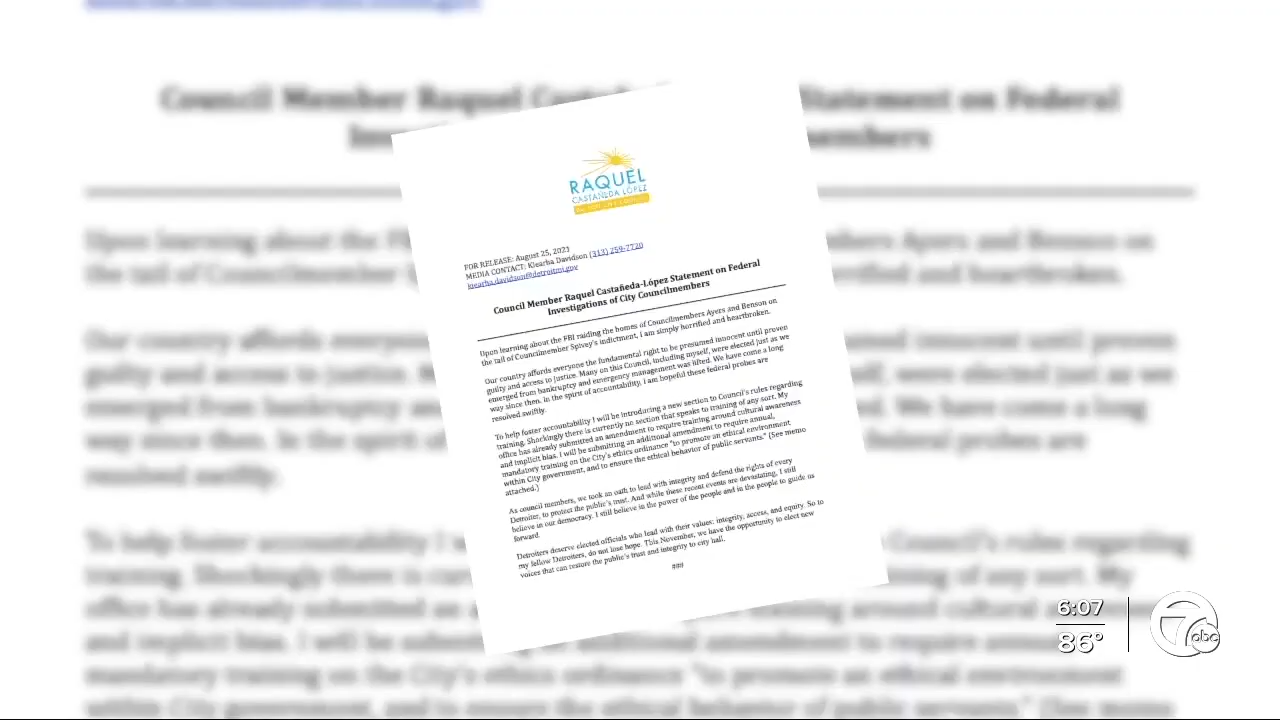 RAQUEL
CASTAÑEDA LÓPEZ
FOR RELEASE: August 25, 2021
MEDIA CONTACT: Klearha Davidson (313) 259-7720
klearha.davidson@detroitmi.gov
Council Member Raquel Castañeda-López Statement on Federal
Investigations of City Councilmembers
Upon learning about the FBI raiding the homes of Councilmembers Ayers and Benson on
the tail of Councilmember Spivey's indictment, I am simply horrified and heartbroken.
Our country affords everyone the fundamental right to be presumed innocent until proven
guilty and access to justice. Many on this Council, including myself, were elected just as we
emerged from bankruptcy and emergency management was lifted. We have come a long
way since then. In the spirit of accountability, I am hopeful these federal probes are
resolved swiftly.
To help foster accountability I will be introducing a new section to Council's rules regarding
training. Shockingly there is currently no section that speaks to training of any sort. My
office has already submitted an amendment to require training around cultural awareness
and implicit bias. I will be submitting an additional amendment to require annual,
mandatory training on the City's ethics ordinance "to promote an ethical environment
within City government, and to ensure the ethical behavior of public servants." (See memo
attached.)
As council members, we took an oath to lead with integrity and defend the rights of every
Detroiter, to protect the public's trust. And while these recent events are devastating, I still
believe in our democracy. I still believe in the power of the people and in the people to guide us
forward.
Detroiters deserve elected officials who lead with their values: integrity, access, and equity. So to
my fellow Detroiters, do not lose hope. This November, we have the opportunity to elect new
voices that can restore the public's trust and integrity to city hall.
###
6:07
86°
7 abc